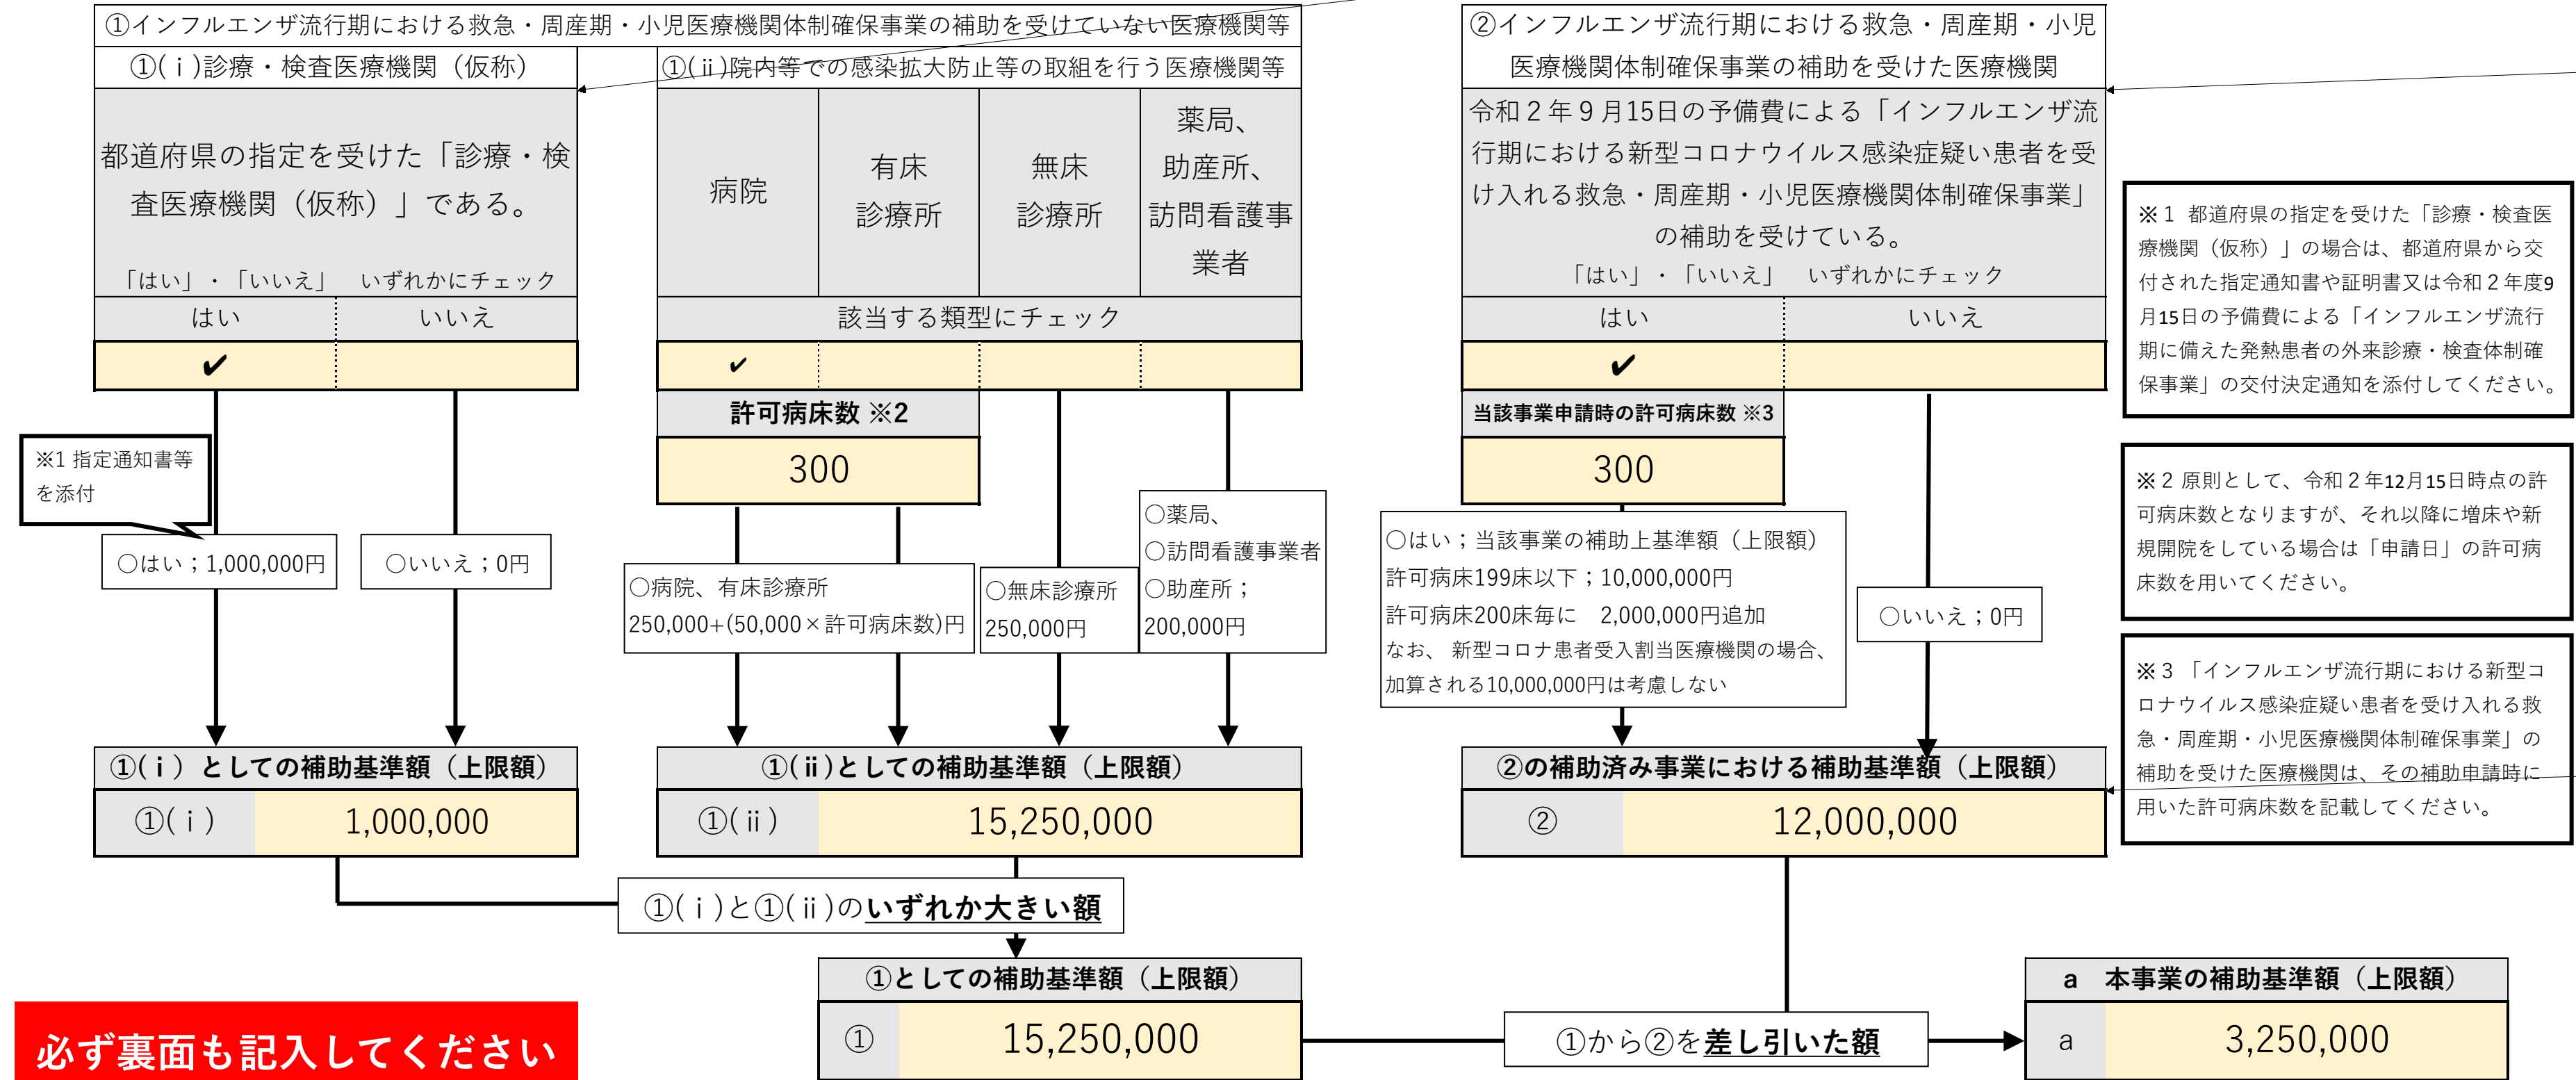 ①インフルエンザ流行期における救急・周産期・小児医療機関体制確保事業の補助を受けていない医療機関等
①(ⅰ)診療・検査医療機関（仮称）
都道府県の指定を受けた「診療・検
査医療機関（仮称）」である。
「はい」・「いいえ」　いずれかにチェック
はい
いいえ
✔
①(ⅱ)院内等での感染拡大防止等の取組を行う医療機関等
病院
有床
診療所
無床
診療所
薬局、
助産所、
訪問看護事
業者
該当する類型にチェック
✔
許可病床数 ※2
300
②インフルエンザ流行期における救急・周産期・小児
医療機関体制確保事業の補助を受けた医療機関
令和２年９月15日の予備費による「インフルエンザ流
行期における新型コロナウイルス感染症疑い患者を受
け入れる救急・周産期・小児医療機関体制確保事業」
の補助を受けている。
「はい」・「いいえ」　いずれかにチェック
はい
いいえ
✔
当該事業申請時の許可病床数 ※3
300
※１ 都道府県の指定を受けた「診療・検査医
療機関（仮称）」の場合は、都道府県から交
付された指定通知書や証明書又は令和２年度9
月15日の予備費による「インフルエンザ流行
期に備えた発熱患者の外来診療・検査体制確
保事業」の交付決定通知を添付してください。
※２ 原則として、令和２年12月15日時点の許
可病床数となりますが、それ以降に増床や新
規開院をしている場合は「申請日」の許可病
床数を用いてください。
※３ 「インフルエンザ流行期における新型コ
ロナウイルス感染症疑い患者を受け入れる救
急・周産期・小児医療機関体制確保事業」の
補助を受けた医療機関は、その補助申請時に
用いた許可病床数を記載してください。
※1 指定通知書等
を添付
○はい；1,000,000円
○いいえ；0円
○病院、有床診療所
250,000+(50,000×許可病床数)円
○無床診療所
250,000円
○薬局、
○訪問看護事業者
○助産所；
200,000円
○はい；当該事業の補助上基準額（上限額）
許可病床199床以下；10,000,000円
許可病床200床毎に　2,000,000円追加
なお、 新型コロナ患者受入割当医療機関の場合、
加算される10,000,000円は考慮しない
○いいえ；0円
①(ⅰ) としての補助基準額（上限額）
①(ⅰ)
1,000,000
①(ⅱ)としての補助基準額（上限額）
①(ⅱ)
15,250,000
②の補助済み事業における補助基準額（上限額）
②
12,000,000
①(ⅰ)と①(ⅱ)のいずれか大きい額
①としての補助基準額（上限額）
①
15,250,000
①から②を差し引いた額
a　本事業の補助基準額（上限額）
a
3,250,000
必ず裏面も記入してください